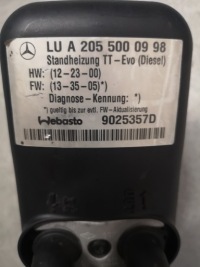 LU A 205 500 09 98
Standheizung TT-Evo (Diesel)
HW: (12-23-00)
FW: (13-35-05)*)
Diagnose-Kennung: *)
*) gueltig bis zur evtl. FW-Aktualisierung
Webasto 9025357D